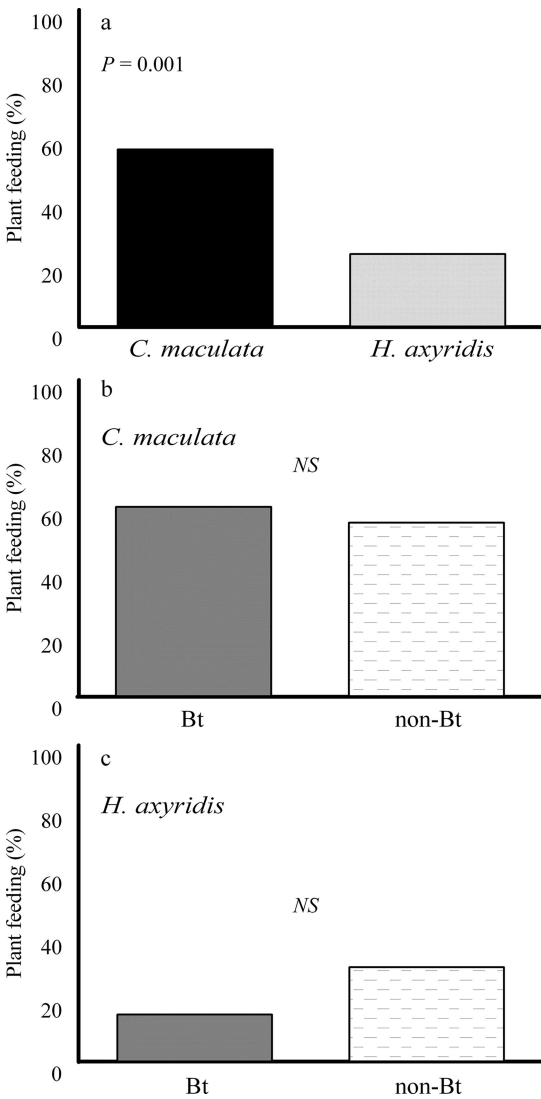 a
P = 0.001
100
80
60
40
20
0
Plant feeding (%)
C. maculata H. axyridis
b
C. maculata
NS
100
80
60
40
20
0
Plant feeding (%)
Bt non-Bt
c
H. axyridis
NS
100
80
60
40
20
0
Plant feeding (%)
Bt non-Bt